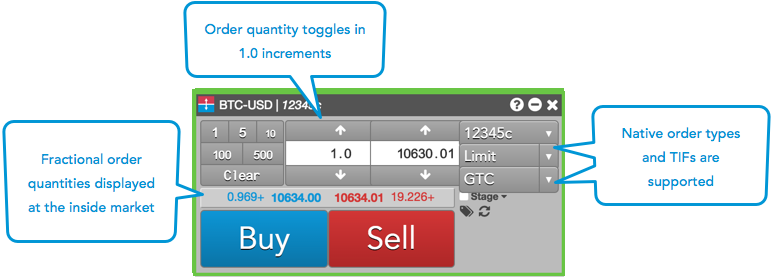 Order quantity toggles in
1.0 increments
BTC-USD | 12345c
1 5 10
100 500
Clear
1.0
10630.01
12345c
Limit
GTC
0.969+ 10634.00 10634.01 19.226+
Stage
Buy
Sell
Fractional order
quantities displayed
at the inside market
Native order types
and TIFs are
supported